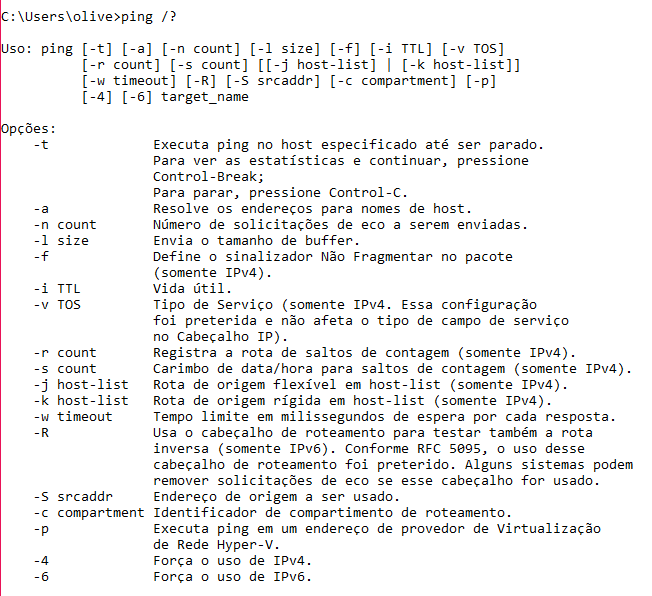 C:\Users\olive>ping /?
Uso: ping [-t] [-a] [-n count] [-l size] [-f] [-i TTL] [-v TOS]
[-r count] [-s count] [[-j host-list] | [-k host-list]]
[-w timeout] [-R] [-S srcaddr] [-c compartment] [-p]
[-4] [-6] target_name
Opções:
-t Executa ping no host especificado até ser parado.
Para ver as estatísticas e continuar, pressione
Control-Break;
Para parar, pressione Control-C.
-a Resolve os endereços para nomes de host.
-n count Número de solicitações de eco a serem enviadas.
-l size Envia o tamanho de buffer.
-f Define o sinalizador Não Fragmentar no pacote
(somente IPv4).
-i TTL Vida útil.
-v TOS Tipo de Serviço (somente IPv4. Essa configuração
foi preterida e não afeta o tipo de campo de serviço
no Cabeçalho IP).
-r count Registra a rota de saltos de contagem (somente IPv4).
-s count Carimbo de data/hora para saltos de contagem (somente IPv4).
-j host-list Rota de origem flexível em host-list (somente IPv4).
-k host-list Rota de origem rígida em host-list (somente IPv4).
-w timeout Tempo limite em milissegundos de espera por cada resposta.
-R Usa o cabeçalho de roteamento para testar também a rota
inversa (somente IPv6). Conforme RFC 5095, o uso desse
cabeçalho de roteamento foi preterido. Alguns sistemas podem
remover solicitações de eco se esse cabeçalho for usado.
-S srcaddr Endereço de origem a ser usado.
-c compartment Identificador de compartimento de roteamento.
-p Executa ping em um endereço de provedor de Virtualização
de Rede Hyper-V.
-4 Força o uso de IPv4.
-6 Força o uso de IPv6.